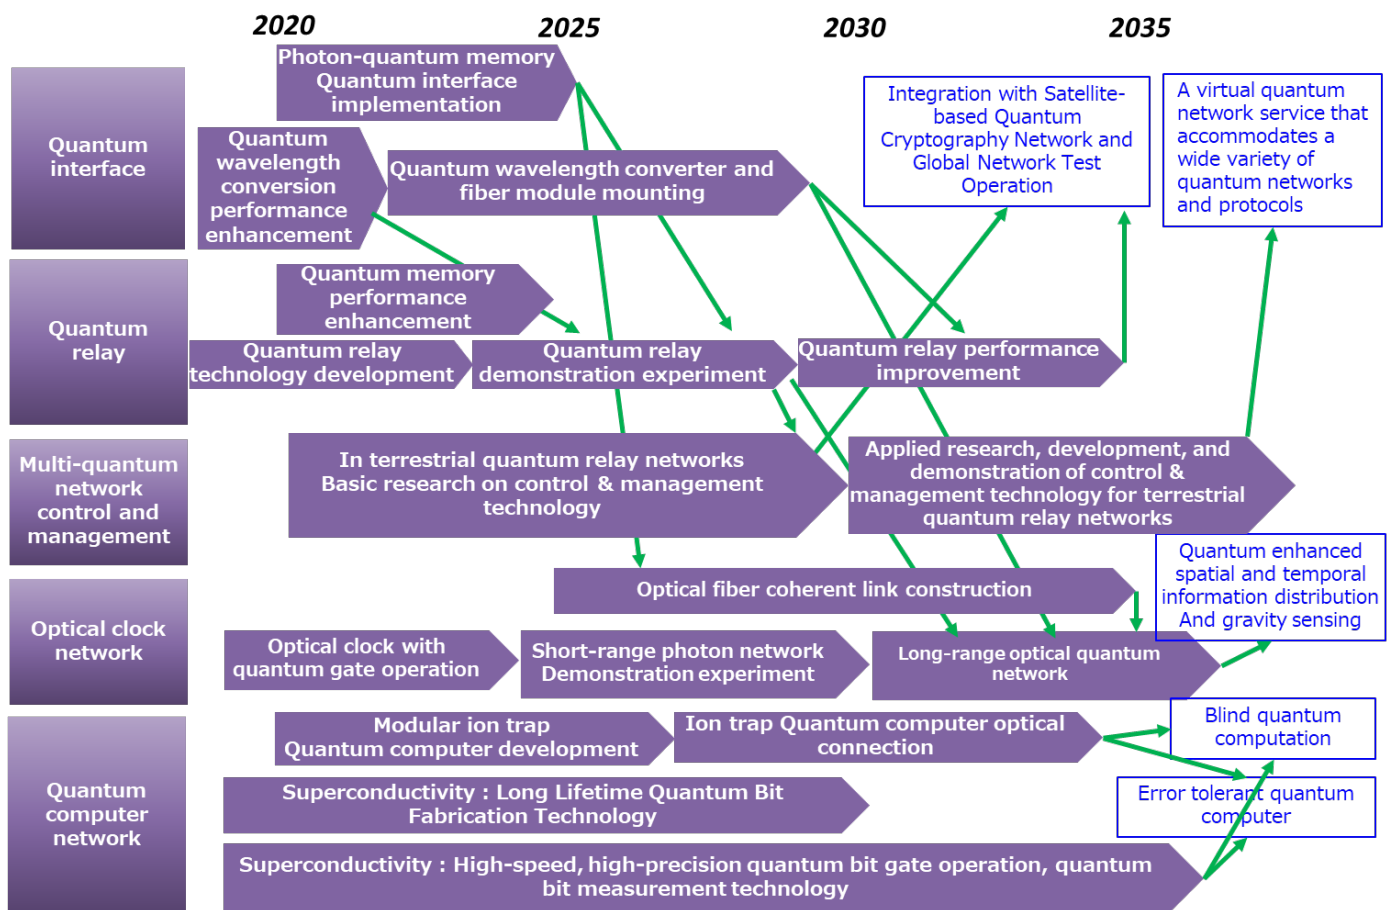 2020
2025
2030
2035
Quantum
interface
Photon-quantum memory
Quantum interface
implementation
Quantum
wavelength
conversion
performance
enhancement
Quantum wavelength converter and
fiber module mounting
Integration with Satellite-
based Quantum
Cryptography Network and
Global Network Test
Operation
A virtual quantum
network service that
accommodates a
wide variety of
quantum networks
and protocols
Quantum
relay
Quantum memory
performance
enhancement
Quantum relay
technology development
Quantum relay
demonstration experiment
Quantum relay performance
improvement
Multi-quantum
network
control and
management
In terrestrial quantum relay networks
Basic research on control & management
technology
Applied research, development, and
demonstration of control &
management technology for terrestrial
quantum relay networks
Optical clock
network
Optical fiber coherent link construction
Quantum enhanced
spatial and temporal
information distribution
And gravity sensing
Optical clock with
quantum gate operation
Short-range photon network
Demonstration experiment
Long-range optical quantum
network
Quantum
computer
network
Modular ion trap
Quantum computer development
Ion trap Quantum computer optical
connection
Blind quantum
computation
Superconductivity : Long Lifetime Quantum Bit
Fabrication Technology
Error tolerant quantum
computer
Superconductivity : High-speed, high-precision quantum bit gate operation, quantum
bit measurement technology